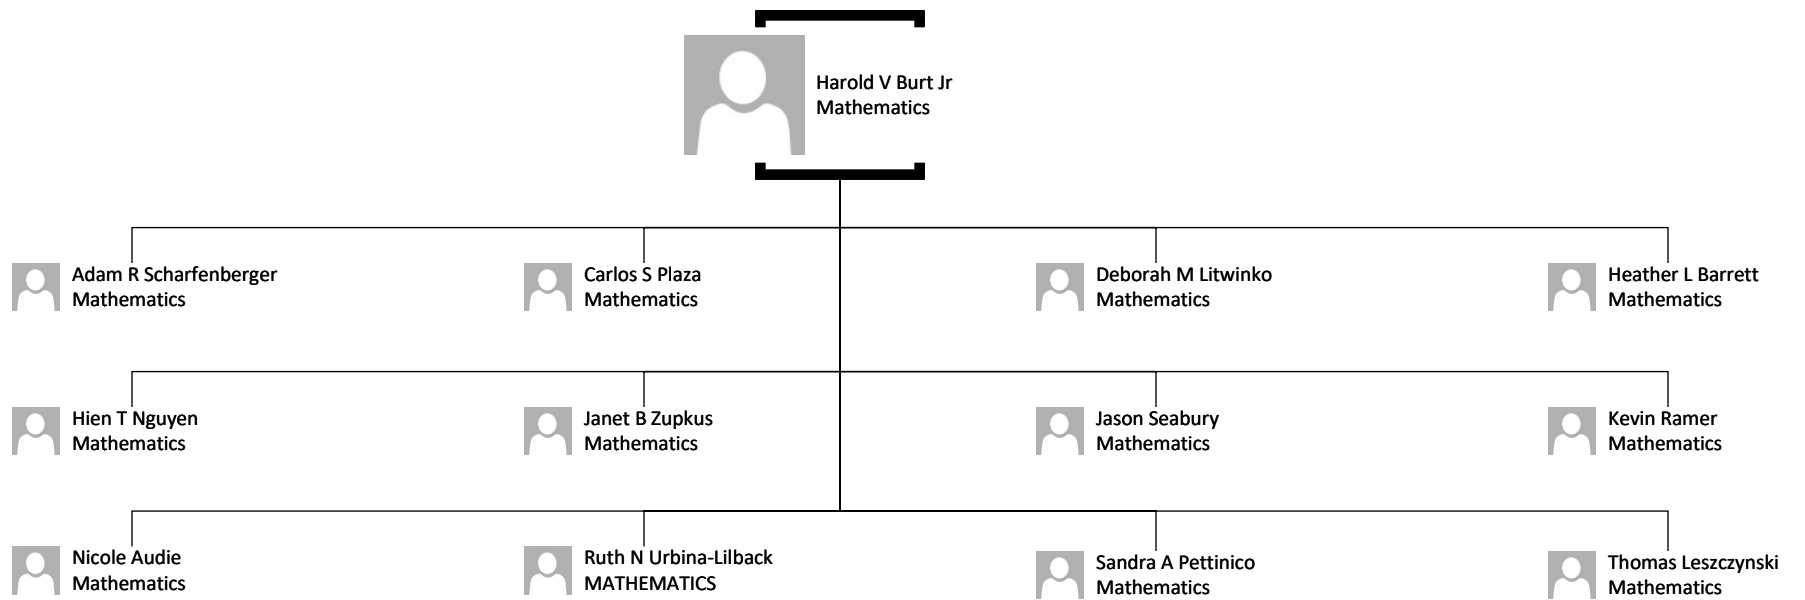 Harold V Burt Jr
Mathematics
Adam R Scharfenberger
Mathematics
Carlos S Plaza
Mathematics
Deborah M Litwinko
Mathematics
Heather L Barrett
Mathematics
Hien T Nguyen
Mathematics
Janet B Zupkus
Mathematics
Jason Seabury
Mathematics
Kevin Ramer
Mathematics
Nicole Audie
Mathematics
Ruth N Urbina-Lilback
MATHEMATICS
Sandra A Pettinico
Mathematics
Thomas Leszczynski
Mathematics